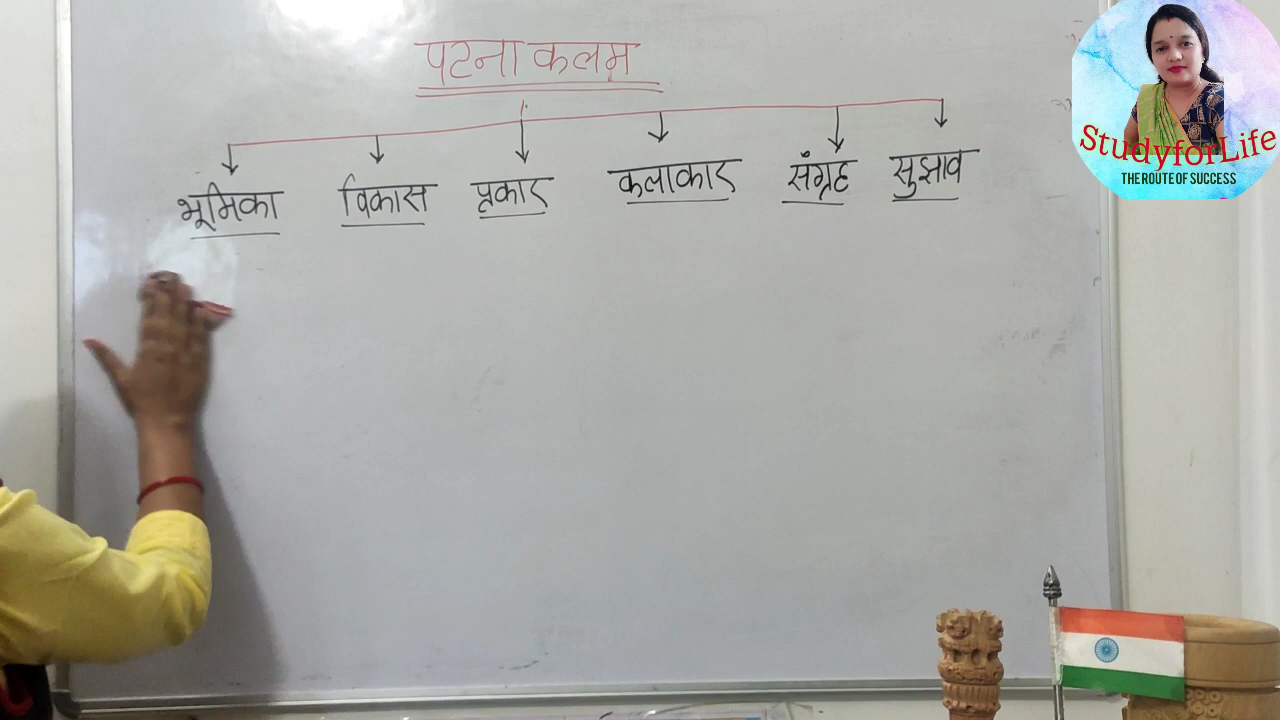 पटना कलम
भूमिका विकास प्रकार कलाकार संग्रह सुझाव
StudyforLife
THE ROUTE OF SUCCESS